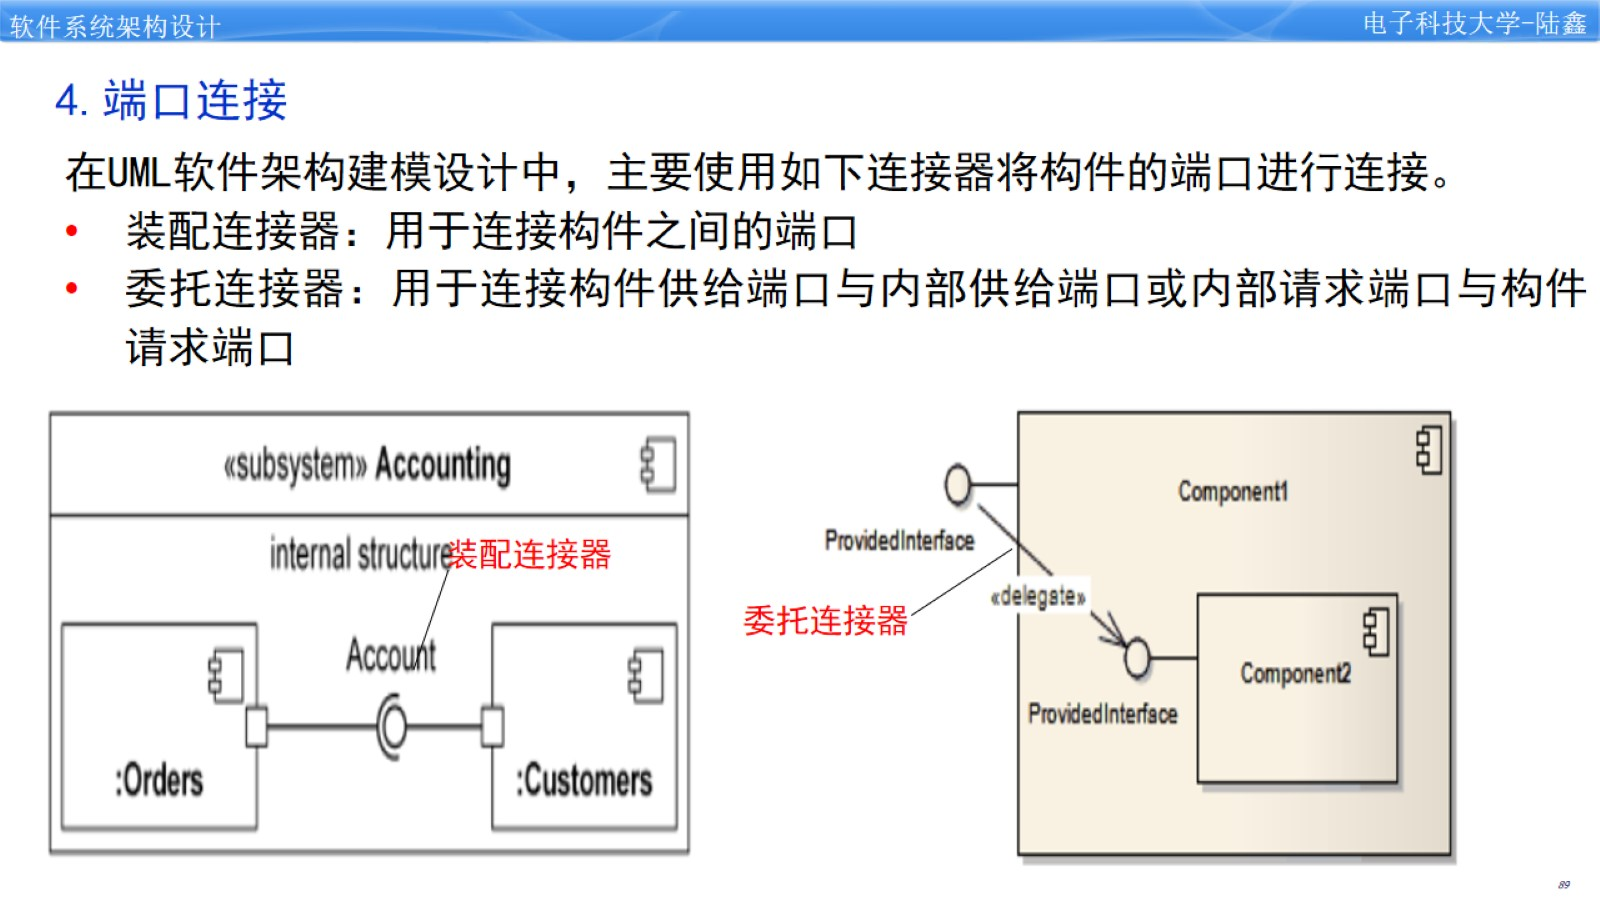 软件系统架构设计
电子科技大学-陆鑫
4. 端口连接
在UML软件架构建模设计中，主要使用如下连接器将构件的端口进行连接。
• 装配连接器：用于连接构件之间的端口
• 委托连接器：用于连接构件供给端口与内部供给端口或内部请求端口与构件
请求端口
«subsystem» Accounting
internal structure
装配连接器
Account
:Orders
:Customers
Component1
ProvidedInterface
«delegate»
委托连接器
Component2
ProvidedInterface
89